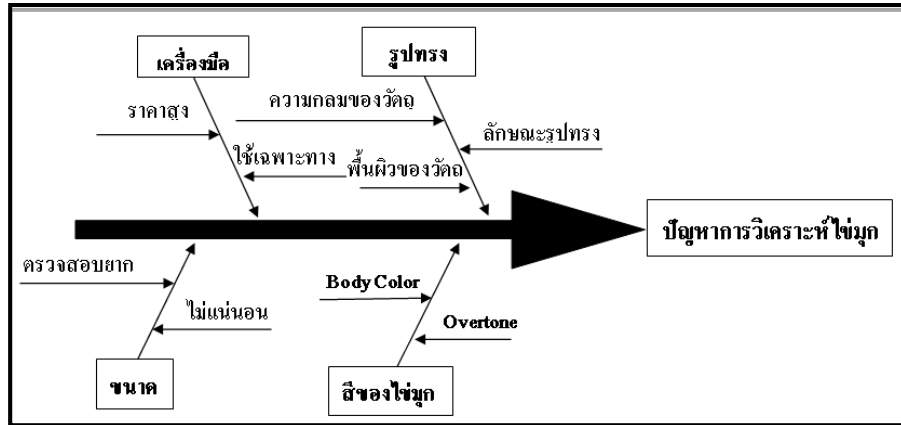 เครื่องมือ
รูปทรง
ราคาสูง
ความกลมของวัตถุ
ลักษณะรูปทรง
ใช้เฉพาะทาง
พื้นผิวของวัตถุ
ปัญหาการวิเคราะห์ไข่มุก
ตรวจสอบยาก
Body Color
ไม่แน่นอน
Overtone
ขนาด
สีของไข่มุก